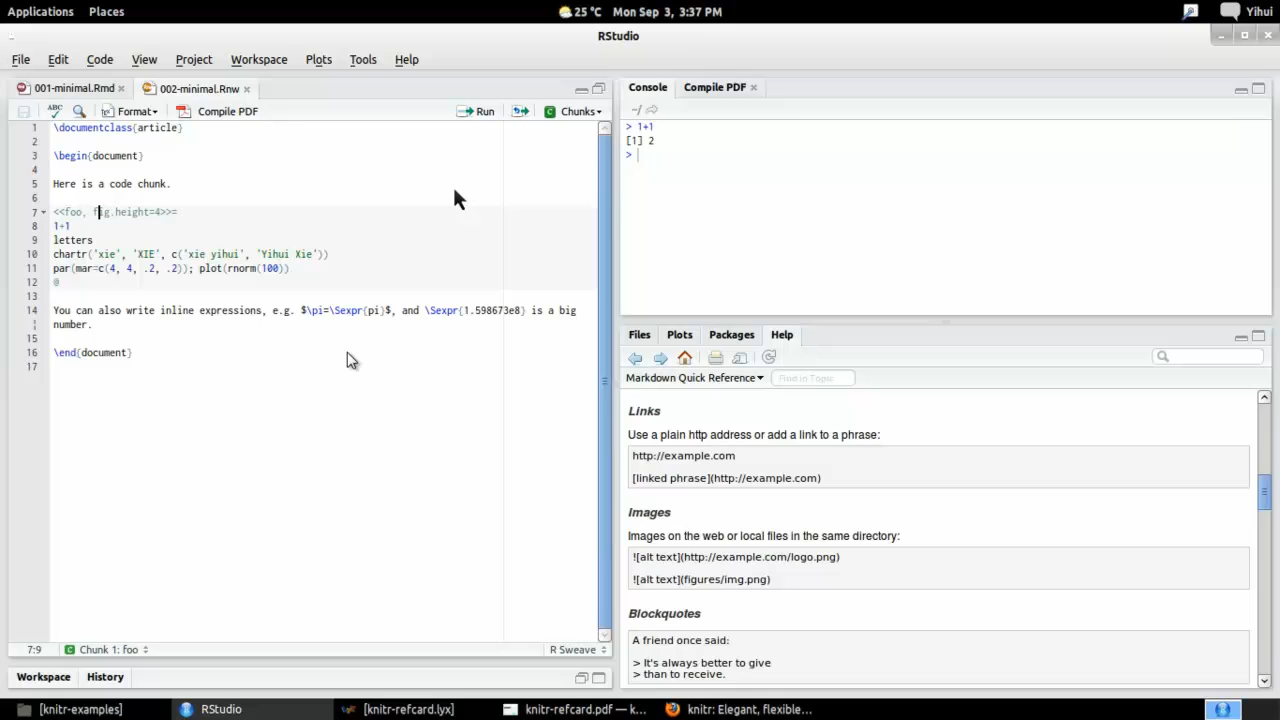 Applications Places 25 °C Mon Sep 3, 3:37 PM Yihui
RStudio
File Edit Code View Project Workspace Plots Tools Help
001-minimal.Rmd 002-minimal.Rnw
ABC Format Compile PDF Run Chunks
1 \documentclass{article}
2
3 \begin{document}
4
5 Here is a code chunk.
6
7 <<foo, fig.height=4>>=
8 1+1
9 letters
10 chartr('xie', 'XIE', c('xie yihui', 'Yihui Xie'))
11 par(mar=c(4, 4, .2, .2)); plot(rnorm(100))
12 @
13
14 You can also write inline expressions, e.g. $\pi=\Sexpr{pi}$, and \Sexpr{1.598673e8} is a big
number.
15
16 \end{document}
17
7:9 Chunk 1: foo R Sweave
Workspace History
Console Compile PDF
~/
> 1+1
[1] 2
>
Files Plots Packages Help
Markdown Quick Reference Find in Topic
Links
Use a plain http address or add a link to a phrase:
http://example.com
[linked phrase](http://example.com)
Images
Images on the web or local files in the same directory:
![alt text](http://example.com/logo.png)
![alt text](figures/img.png)
Blockquotes
A friend once said:
> It's always better to give
> than to receive.
[knitr-examples] RStudio [knitr-refcard.lyx] knitr-refcard.pdf — k... knitr: Elegant, flexible...